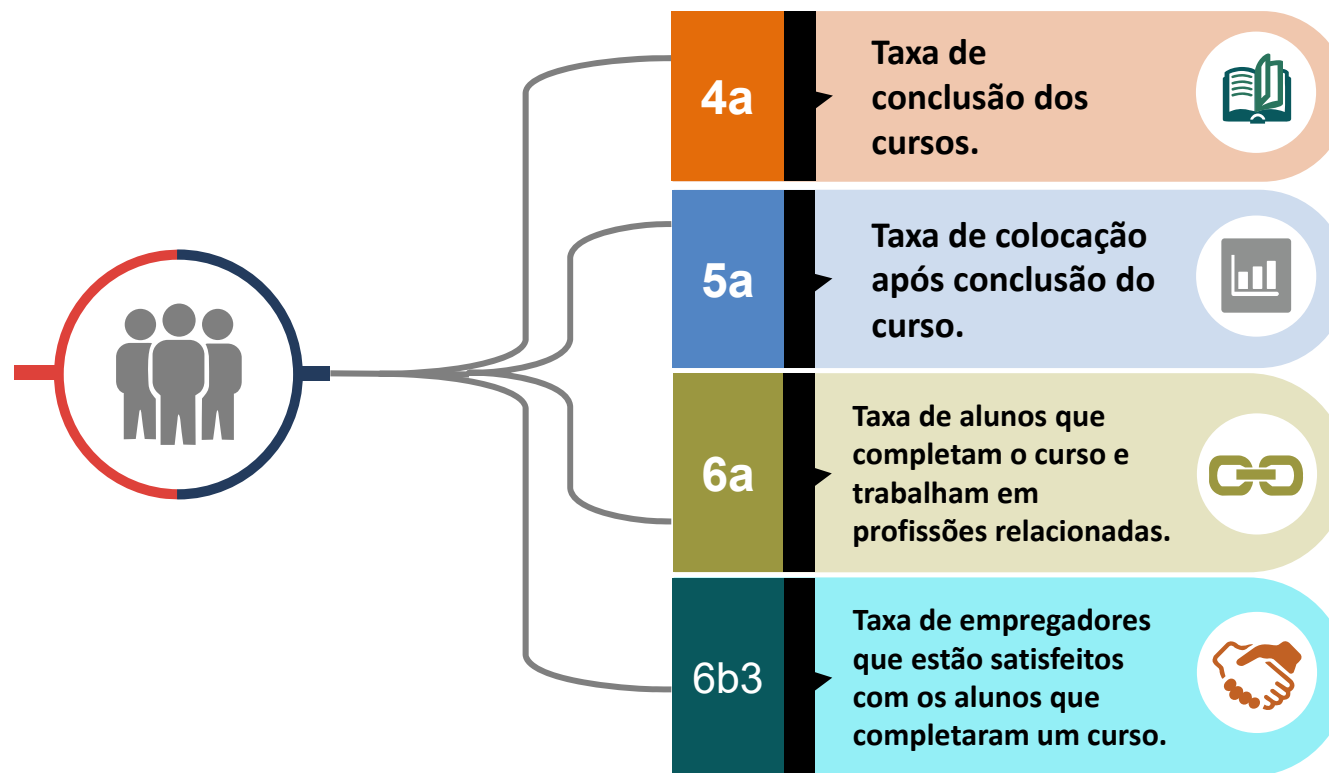 4a
Taxa de
conclusão dos
cursos.
5a
Taxa de colocação
após conclusão do
curso.
6a
Taxa de alunos que
completam o curso e
trabalham em
profissões relacionadas.
6b3
Taxa de empregadores
que estão satisfeitos
com os alunos que
completaram um curso.